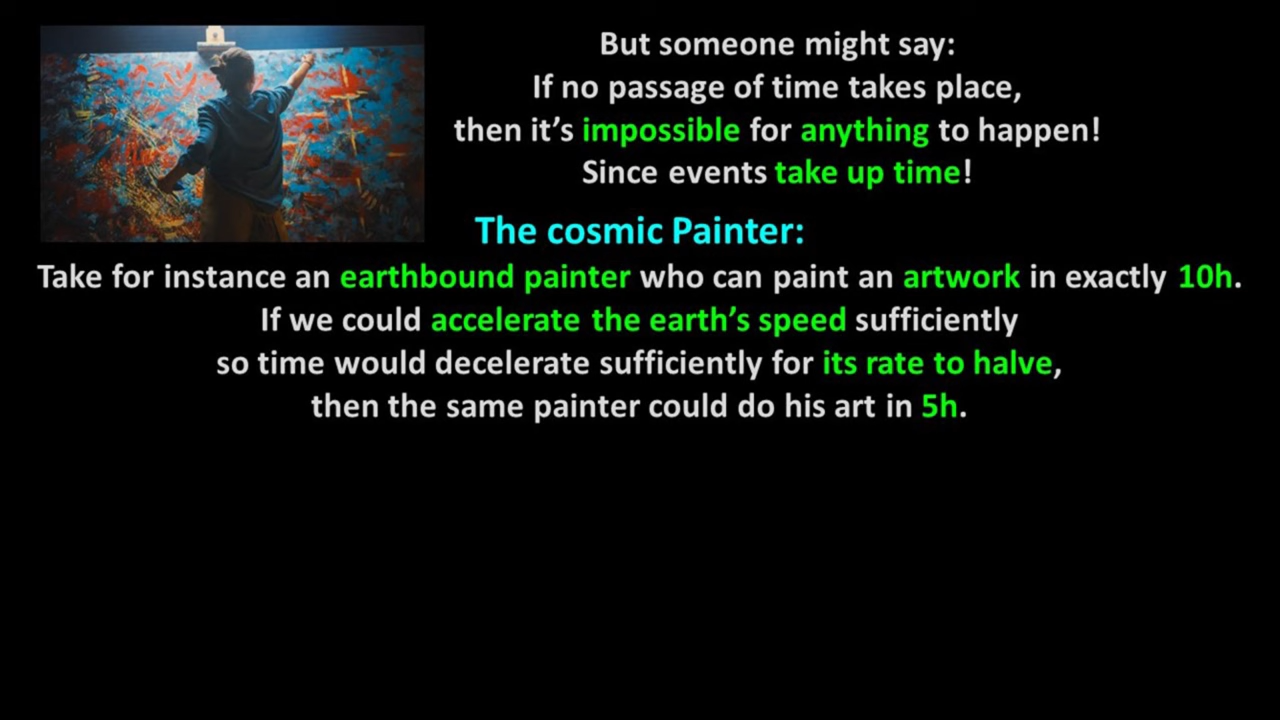 But someone might say:
If no passage of time takes place,
then it’s impossible for anything to happen!
Since events take up time!
The cosmic Painter:
Take for instance an earthbound painter who can paint an artwork in exactly 10h.
If we could accelerate the earth’s speed sufficiently
so time would decelerate sufficiently for its rate to halve,
then the same painter could do his art in 5h.